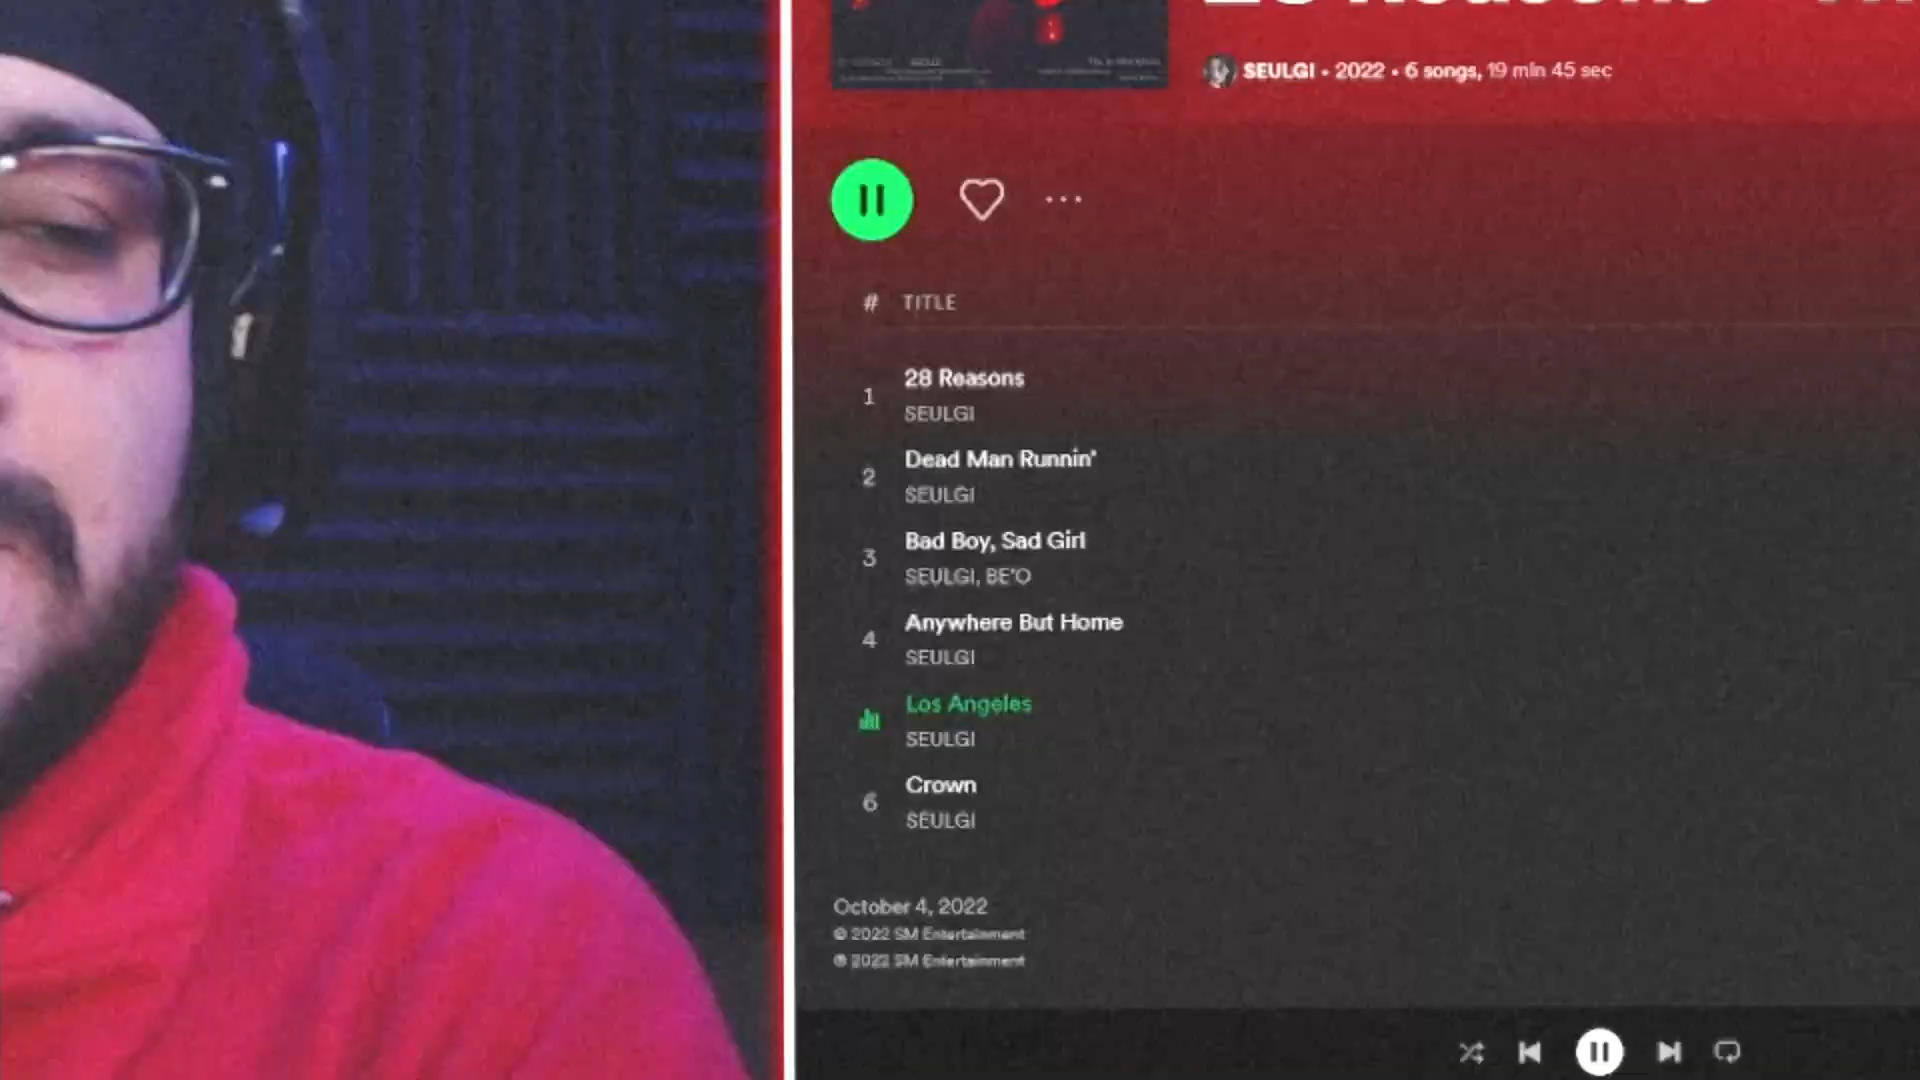 SEULGI • 2022 • 6 songs, 19 min 45 sec
# TITLE
1
28 Reasons
SEULGI
2
Dead Man Runnin'
SEULGI
3
Bad Boy, Sad Girl
SEULGI, BE'O
4
Anywhere But Home
SEULGI
Los Angeles
SEULGI
6
Crown
SEULGI
October 4, 2022
© 2022 SM Entertainment
℗ 2022 SM Entertainment